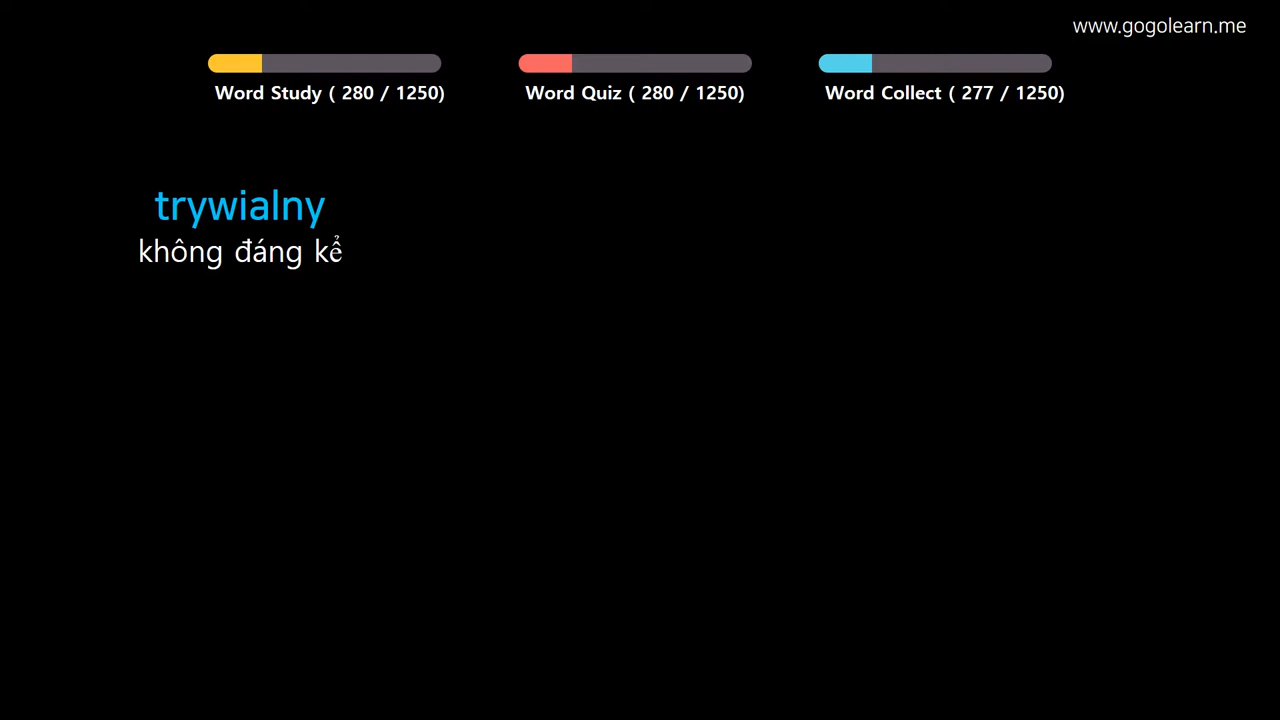 www.gogolearn.me
Word Study ( 280 / 1250)
Word Quiz ( 280 / 1250)
Word Collect ( 277 / 1250)
trywialny
không đáng kể